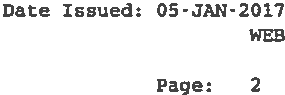 Date Issued: 05-JAN-2017
WEB
Page: 2